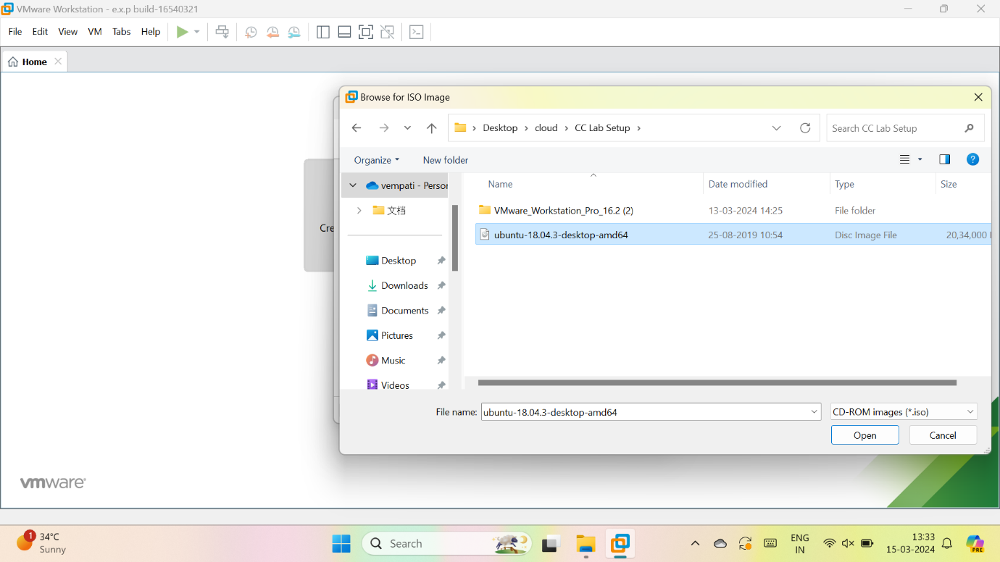 VMware Workstation - e.x.p build-16540321
File Edit View VM Tabs Help
Home
Browse for ISO Image
Desktop cloud CC Lab Setup
Search CC Lab Setup
Organize New folder
vempati - Person
Name Date modified Type Size
文档
VMware_Workstation_Pro_16.2 (2) 13-03-2024 14:25 File folder
Cre
ubuntu-18.04.3-desktop-amd64 25-08-2019 10:54 Disc Image File 20,34,000
Desktop
Downloads
Documents
Pictures
Music
Videos
File name: ubuntu-18.04.3-desktop-amd64 CD-ROM images (*.iso)
Open Cancel
vmware
1
34°C
Sunny
Search
ENG
IN
13:33
15-03-2024
PRE